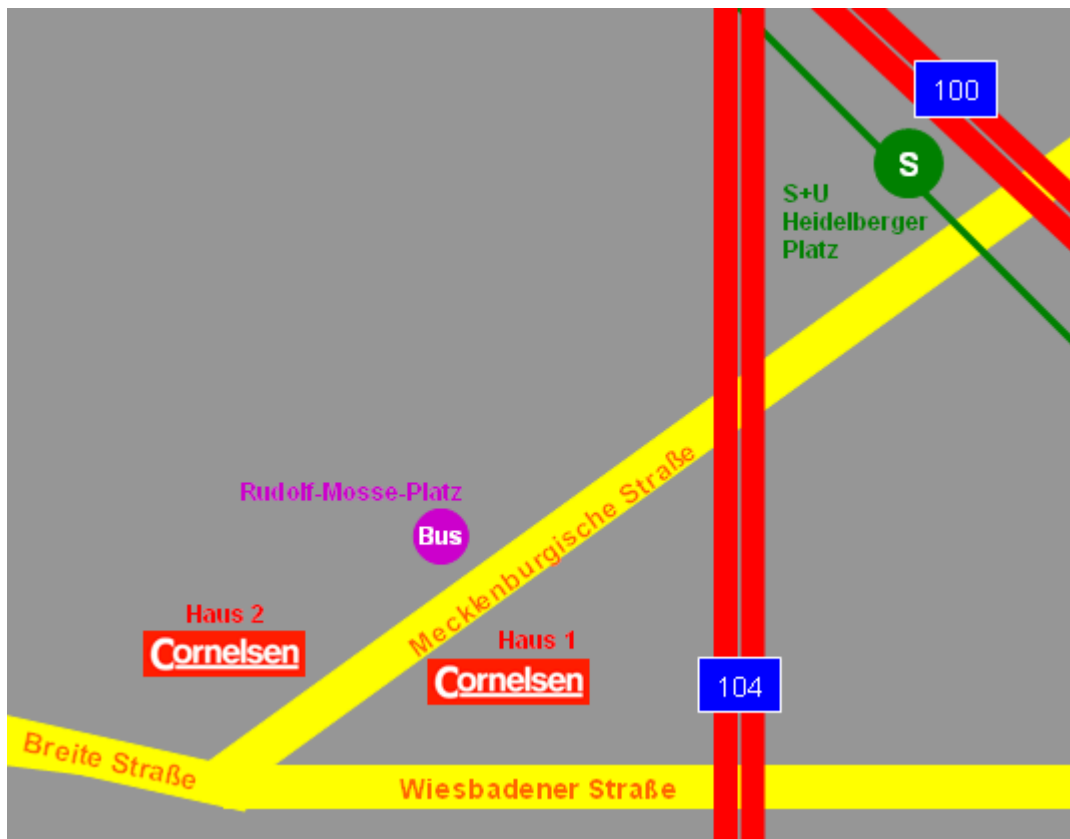 100
S
S+U
Heidelberger
Platz
Mecklenburgische Straße
Rudolf-Mosse-Platz
Bus
Haus 2
Cornelsen
Haus 1
Cornelsen
104
Breite Straße
Wiesbadener Straße